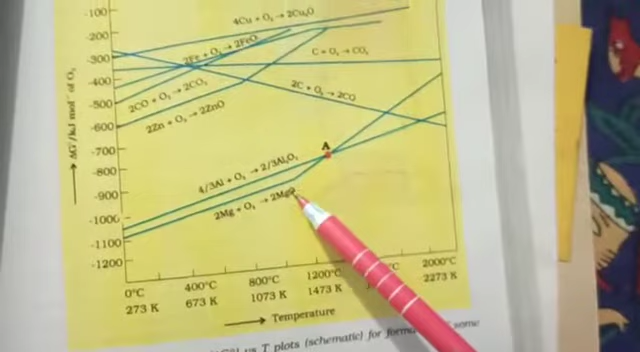 -100
-200
-300
-400
-500
-600
-700
-800
-900
-1000
-1100
-1200
ΔG°/kJ mol⁻¹ of O₂
4Cu + O₂ → 2Cu₂O
2Fe + O₂ → 2FeO
C + O₂ → CO₂
2CO + O₂ → 2CO₂
2C + O₂ → 2CO
2Zn + O₂ → 2ZnO
A
4/3Al + O₂ → 2/3Al₂O₃
2Mg + O₂ → 2MgO
0°C 400°C 800°C 1200°C 2000°C
273 K 673 K 1073 K 1473 K 2273 K
Temperature
vs T plots (schematic) for some